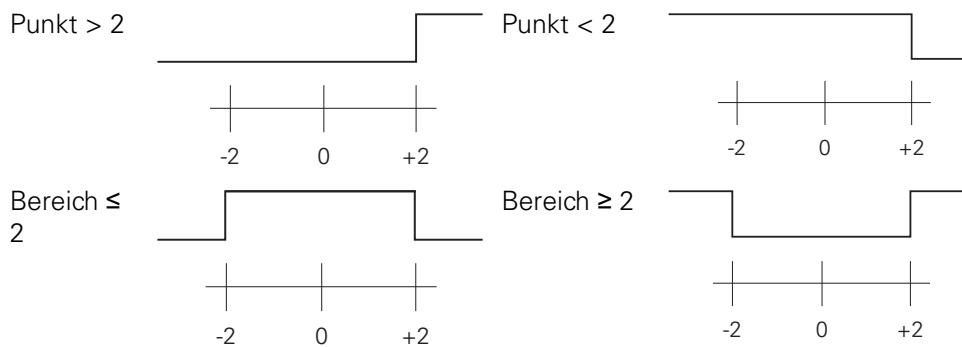 Punkt > 2
-2 0 +2
Punkt < 2
-2 0 +2
Bereich ≤
2
-2 0 +2
Bereich ≥ 2
-2 0 +2